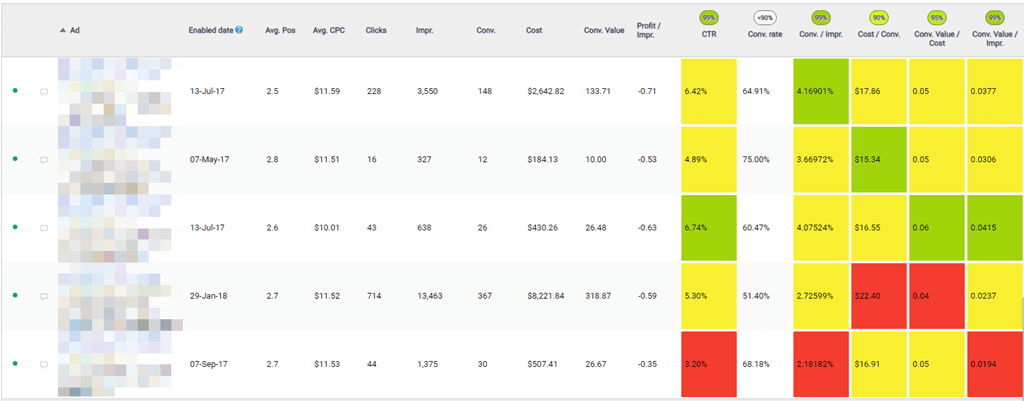 99% <90% 99% 90% 95% 99%
Ad Enabled date ? Avg. Pos Avg. CPC Clicks Impr. Conv. Cost Conv. Value Profit / Impr. CTR Conv. rate Conv. / Impr. Cost / Conv. Conv. Value / Cost Conv. Value / Impr.
13-Jul-17 2.5 $11.59 228 3,550 148 $2,642.82 133.71 -0.71 6.42% 64.91% 4.16901% $17.86 0.05 0.0377
07-May-17 2.8 $11.51 16 327 12 $184.13 10.00 -0.53 4.89% 75.00% 3.66972% $15.34 0.05 0.0306
13-Jul-17 2.6 $10.01 43 638 26 $430.26 26.48 -0.63 6.74% 60.47% 4.07524% $16.55 0.06 0.0415
29-Jan-18 2.7 $11.52 714 13,463 367 $8,221.84 318.87 -0.59 5.30% 51.40% 2.72599% $22.40 0.04 0.0237
07-Sep-17 2.7 $11.53 44 1,375 30 $507.41 26.67 -0.35 3.20% 68.18% 2.18182% $16.91 0.05 0.0194